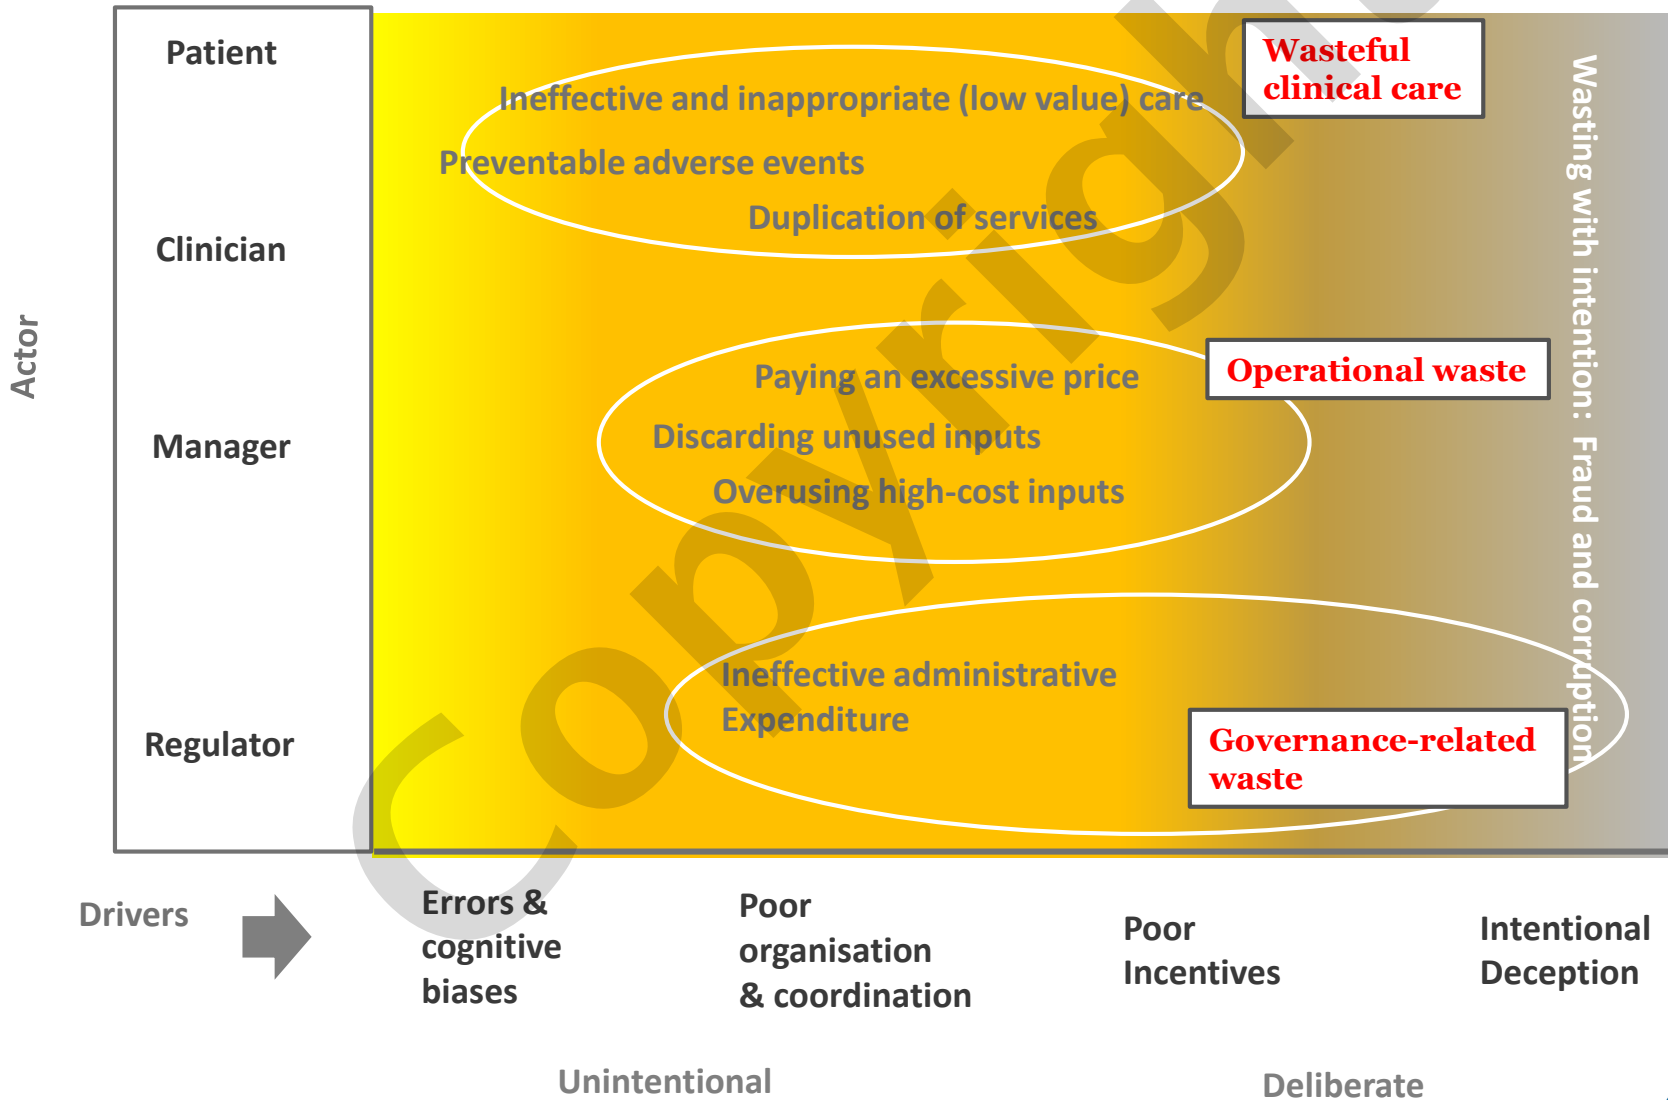 Patient
Clinician
Actor
Manager
Regulator
Wasteful
clinical care
Ineffective and inappropriate (low value) care
Preventable adverse events
Duplication of services
Operational waste
Paying an excessive price
Discarding unused inputs
Overusing high-cost inputs
Ineffective administrative
Expenditure
Governance-related
waste
Wasting with intention: Fraud and corruption
Drivers
Errors &
cognitive
biases
Poor
organisation
& coordination
Poor
Incentives
Intentional
Deception
Unintentional
Deliberate
Copyright